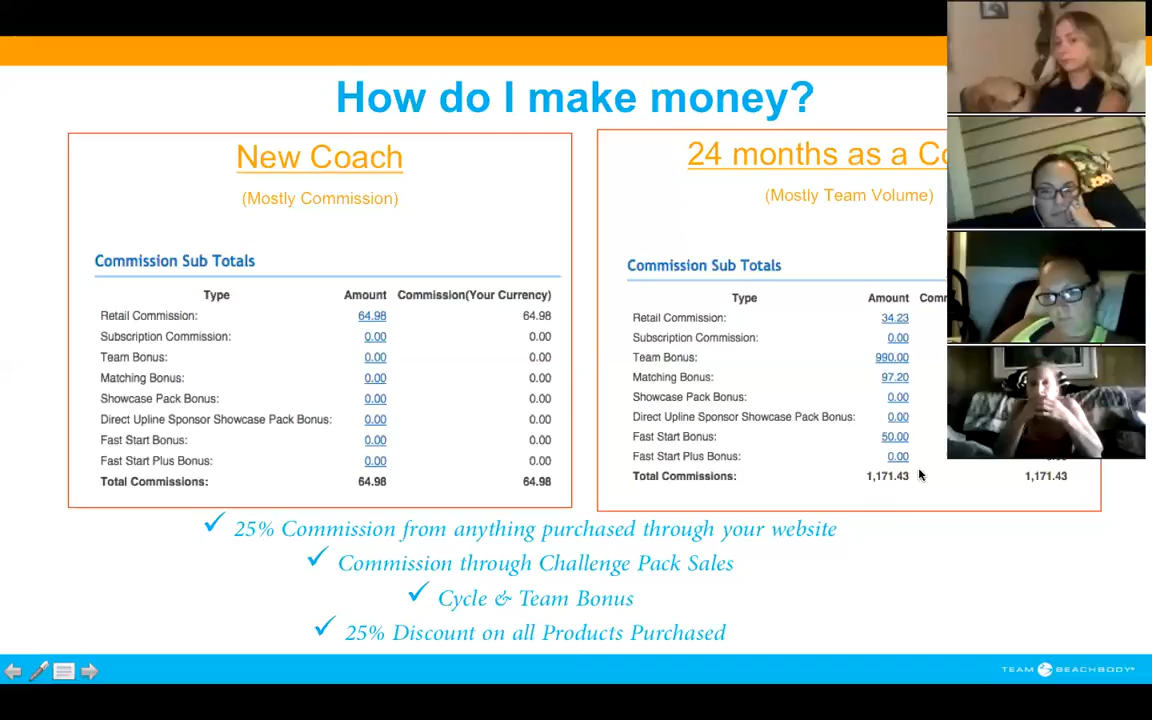 How do I make money?
New Coach
(Mostly Commission)
Commission Sub Totals
Type Amount Commission(Your Currency)
Retail Commission: 64.98 64.98
Subscription Commission: 0.00 0.00
Team Bonus: 0.00 0.00
Matching Bonus: 0.00 0.00
Showcase Pack Bonus: 0.00 0.00
Direct Upline Sponsor Showcase Pack Bonus: 0.00 0.00
Fast Start Bonus: 0.00 0.00
Fast Start Plus Bonus: 0.00 0.00
Total Commissions: 64.98 64.98
24 months as a Co
(Mostly Team Volume)
Commission Sub Totals
Type Amount Com
Retail Commission: 34.23
Subscription Commission: 0.00
Team Bonus: 990.00
Matching Bonus: 97.20
Showcase Pack Bonus: 0.00
Direct Upline Sponsor Showcase Pack Bonus: 0.00
Fast Start Bonus: 50.00
Fast Start Plus Bonus: 0.00
Total Commissions: 1,171.43 1,171.43
✓ 25% Commission from anything purchased through your website
✓ Commission through Challenge Pack Sales
✓ Cycle & Team Bonus
✓ 25% Discount on all Products Purchased
TEAM BEACHBODY